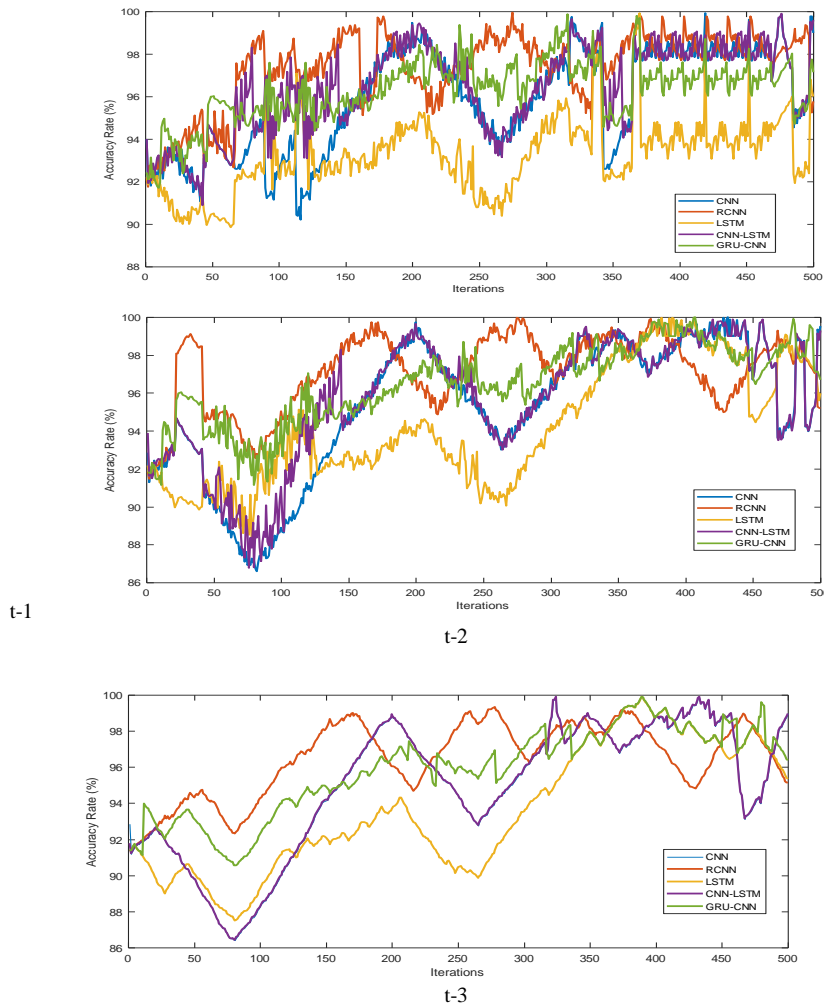 100
98
96
94
92
90
88
Accuracy Rate (%)
0 50 100 150 200 250 300 350 400 450 500
Iterations
CNN
RCNN
LSTM
CNN-LSTM
GRU-CNN
100
98
96
94
92
90
88
86
Accuracy Rate (%)
0 50 100 150 200 250 300 350 400 450 500
Iterations
CNN
RCNN
LSTM
CNN-LSTM
GRU-CNN
t-1
t-2
100
98
96
94
92
90
88
86
Accuracy Rate (%)
0 50 100 150 200 250 300 350 400 450 500
Iterations
CNN
RCNN
LSTM
CNN-LSTM
GRU-CNN
t-3